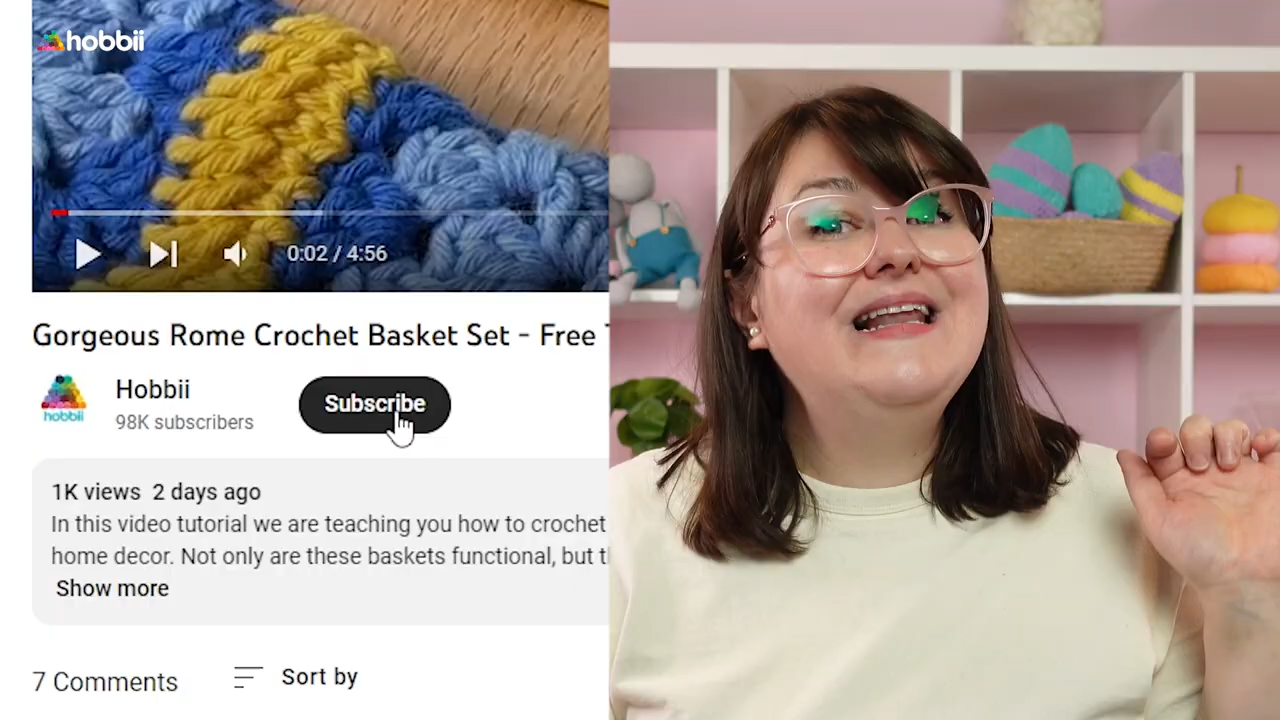 hobbii
0:02 / 4:56
Gorgeous Rome Crochet Basket Set - Free
Hobbii
98K subscribers
Subscribe
hobbii
1K views 2 days ago
In this video tutorial we are teaching you how to crochet
home decor. Not only are these baskets functional, but
Show more
7 Comments
Sort by